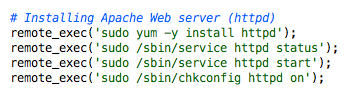 # Installing Apache Web server (httpd)
remote_exec('sudo yum -y install httpd');
remote_exec('sudo /sbin/service httpd status');
remote_exec('sudo /sbin/service httpd start');
remote_exec('sudo /sbin/chkconfig httpd on');